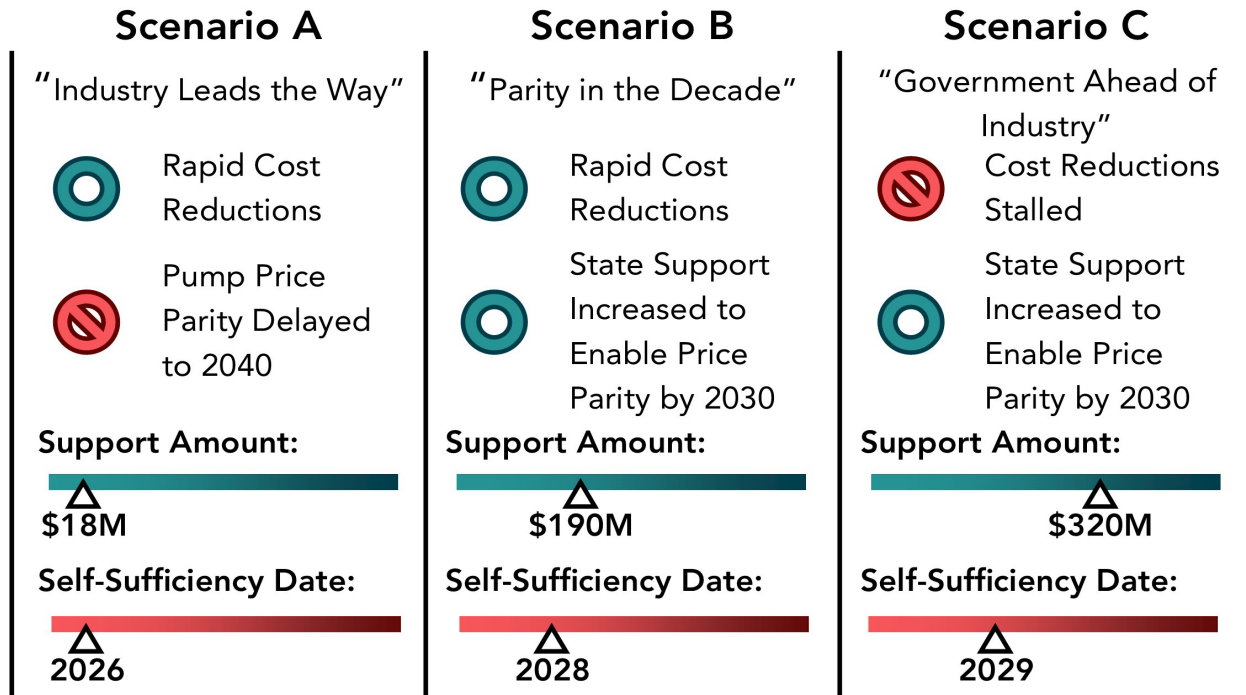 Scenario A
“Industry Leads the Way”
Rapid Cost
Reductions
Pump Price
Parity Delayed
to 2040
Support Amount:
$18M
Self-Sufficiency Date:
2026
Scenario B
“Parity in the Decade”
Rapid Cost
Reductions
State Support
Increased to
Enable Price
Parity by 2030
Support Amount:
$190M
Self-Sufficiency Date:
2028
Scenario C
“Government Ahead of
Industry”
Cost Reductions
Stalled
State Support
Increased to
Enable Price
Parity by 2030
Support Amount:
$320M
Self-Sufficiency Date:
2029